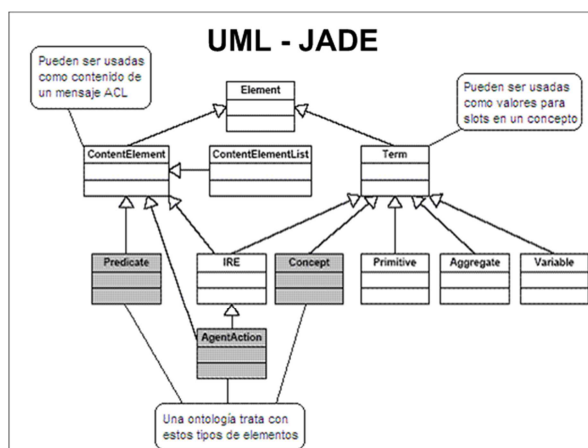 UML - JADE
Pueden ser usadas
como contenido de
un mensaje ACL
Pueden ser usadas
como valores para
slots en un concepto
Element
ContentElement
ContentElementList
Term
Predicate
IRE
Concept
Primitive
Aggregate
Variable
AgentAction
Una ontología trata con
estos tipos de elementos